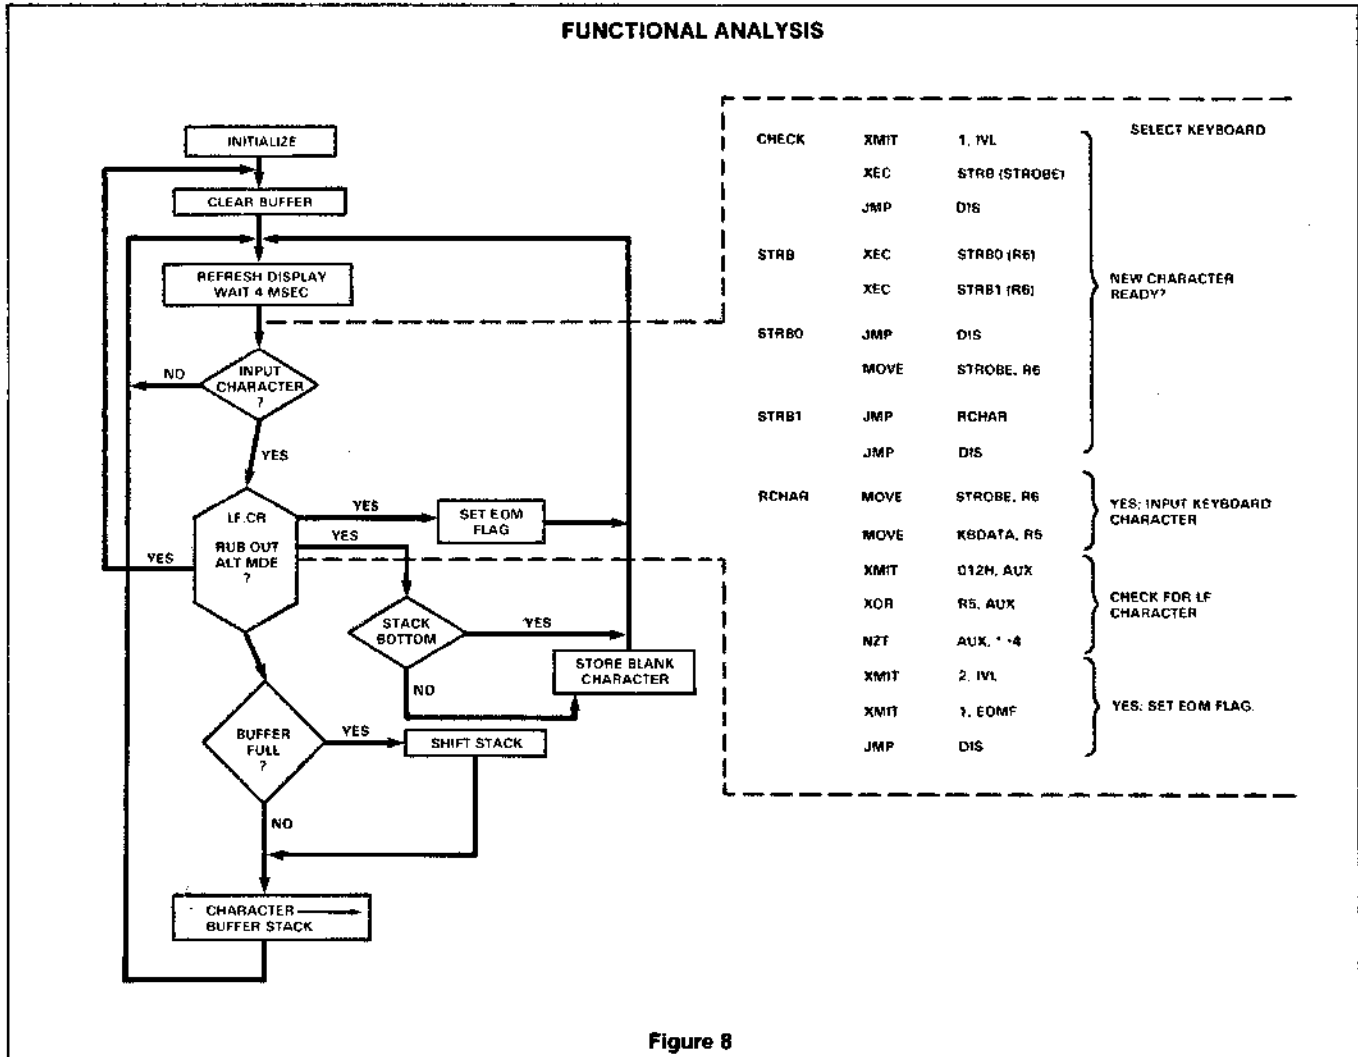 FUNCTIONAL ANALYSIS
INITIALIZE
CLEAR BUFFER
REFRESH DISPLAY
WAIT 4 MSEC
INPUT
CHARACTER
?
NO
YES
LF.CR
RUB OUT
ALT MDE
?
YES
YES
YES
SET EOM
FLAG
STACK
BOTTOM
YES
NO
STORE BLANK
CHARACTER
BUFFER
FULL
?
YES
NO
SHIFT STACK
CHARACTER
BUFFER STACK
CHECK XMIT 1, IVL
XEC STRB (STROBE)
JMP DIS
STRB XEC STRB0 (R6)
XEC STRB1 (R6)
STRB0 JMP DIS
MOVE STROBE, R6
STRB1 JMP RCHAR
JMP DIS
RCHAR MOVE STROBE, R6
MOVE KBDATA, R5
XMIT 012H, AUX
XOR R5, AUX
NZT AUX,
XMIT 2, IVL
XMIT 1, EOMF
JMP DIS
SELECT KEYBOARD
NEW CHARACTER
READY?
YES; INPUT KEYBOARD
CHARACTER
CHECK FOR LF
CHARACTER
YES; SET EOM FLAG.
Figure 8